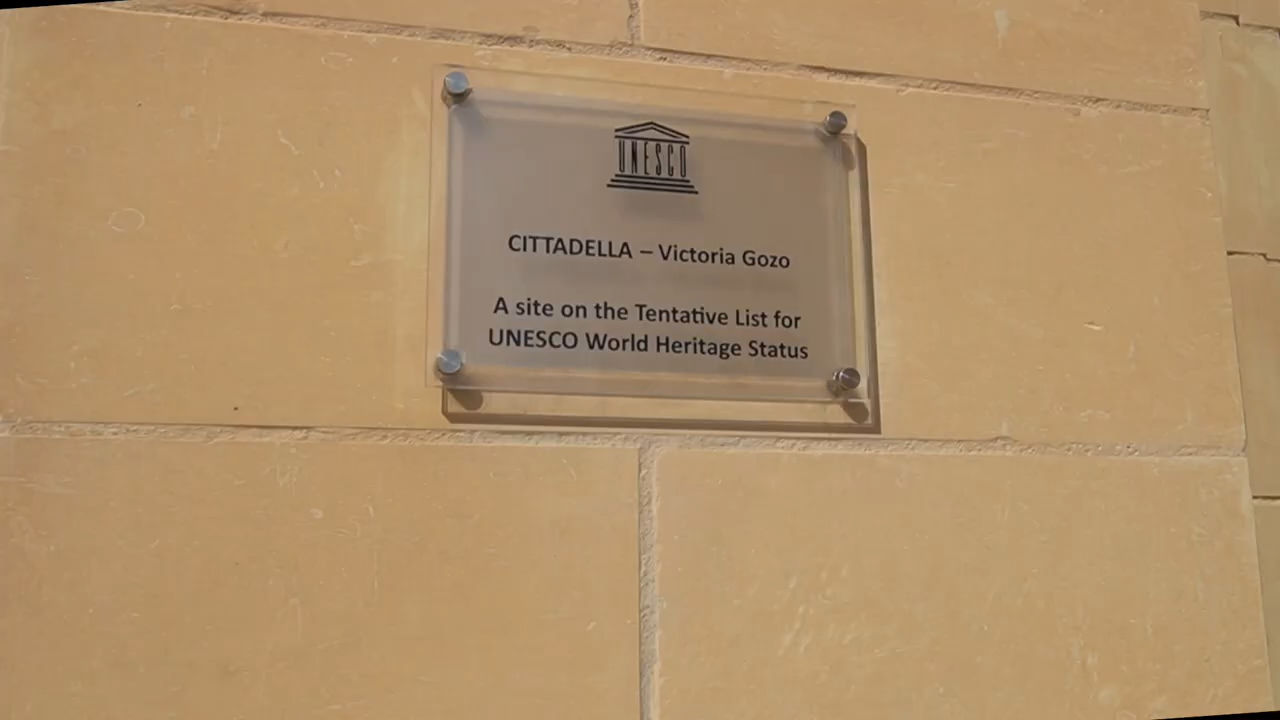 UNESCO
CITTADELLA – Victoria Gozo
A site on the Tentative List for
UNESCO World Heritage Status